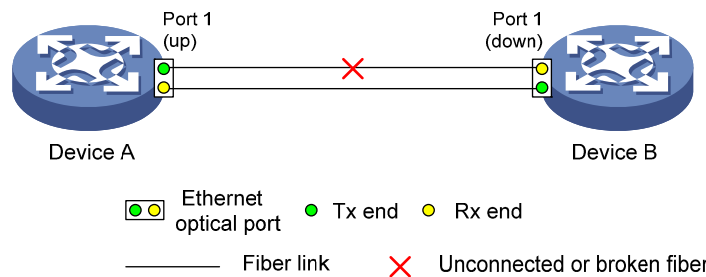 Port 1
(up)
Port 1
(down)
Device A
Device B
Ethernet
optical port
Tx end
Rx end
Fiber link
Unconnected or broken fiber